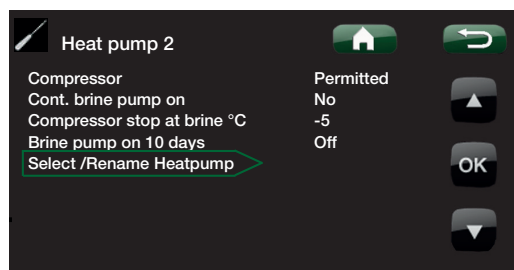 Heat pump 2
Compressor Permitted
Cont. brine pump on No
Compressor stop at brine °C -5
Brine pump on 10 days Off
Select /Rename Heatpump
OK